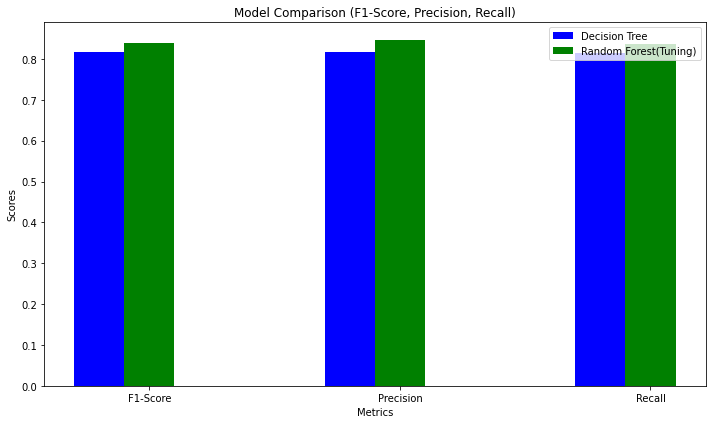 Model Comparison (F1-Score, Precision, Recall)
Decision Tree
Random Forest(Tuning)
Scores
0.8
0.7
0.6
0.5
0.4
0.3
0.2
0.1
0.0
F1-Score
Precision
Recall
Metrics